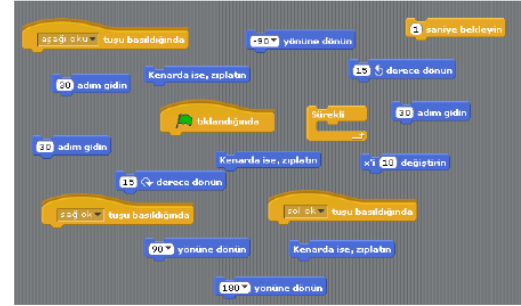 1 saniye bekleyin
aşağı oku tuşu basıldığında
-90 yönüne dönün
15 derece dönün
Kenarda ise, zıplatın
30 adım gidin
30 adım gidin
Sürekli
tıklandığında
30 adım gidin
Kenarda ise, zıplatın
x'i 10 değiştirin
15 derece dönün
sağ ok tuşu basıldığında
sol ok tuşu basıldığında
90 yönüne dönün
Kenarda ise, zıplatın
180 yönüne dönün